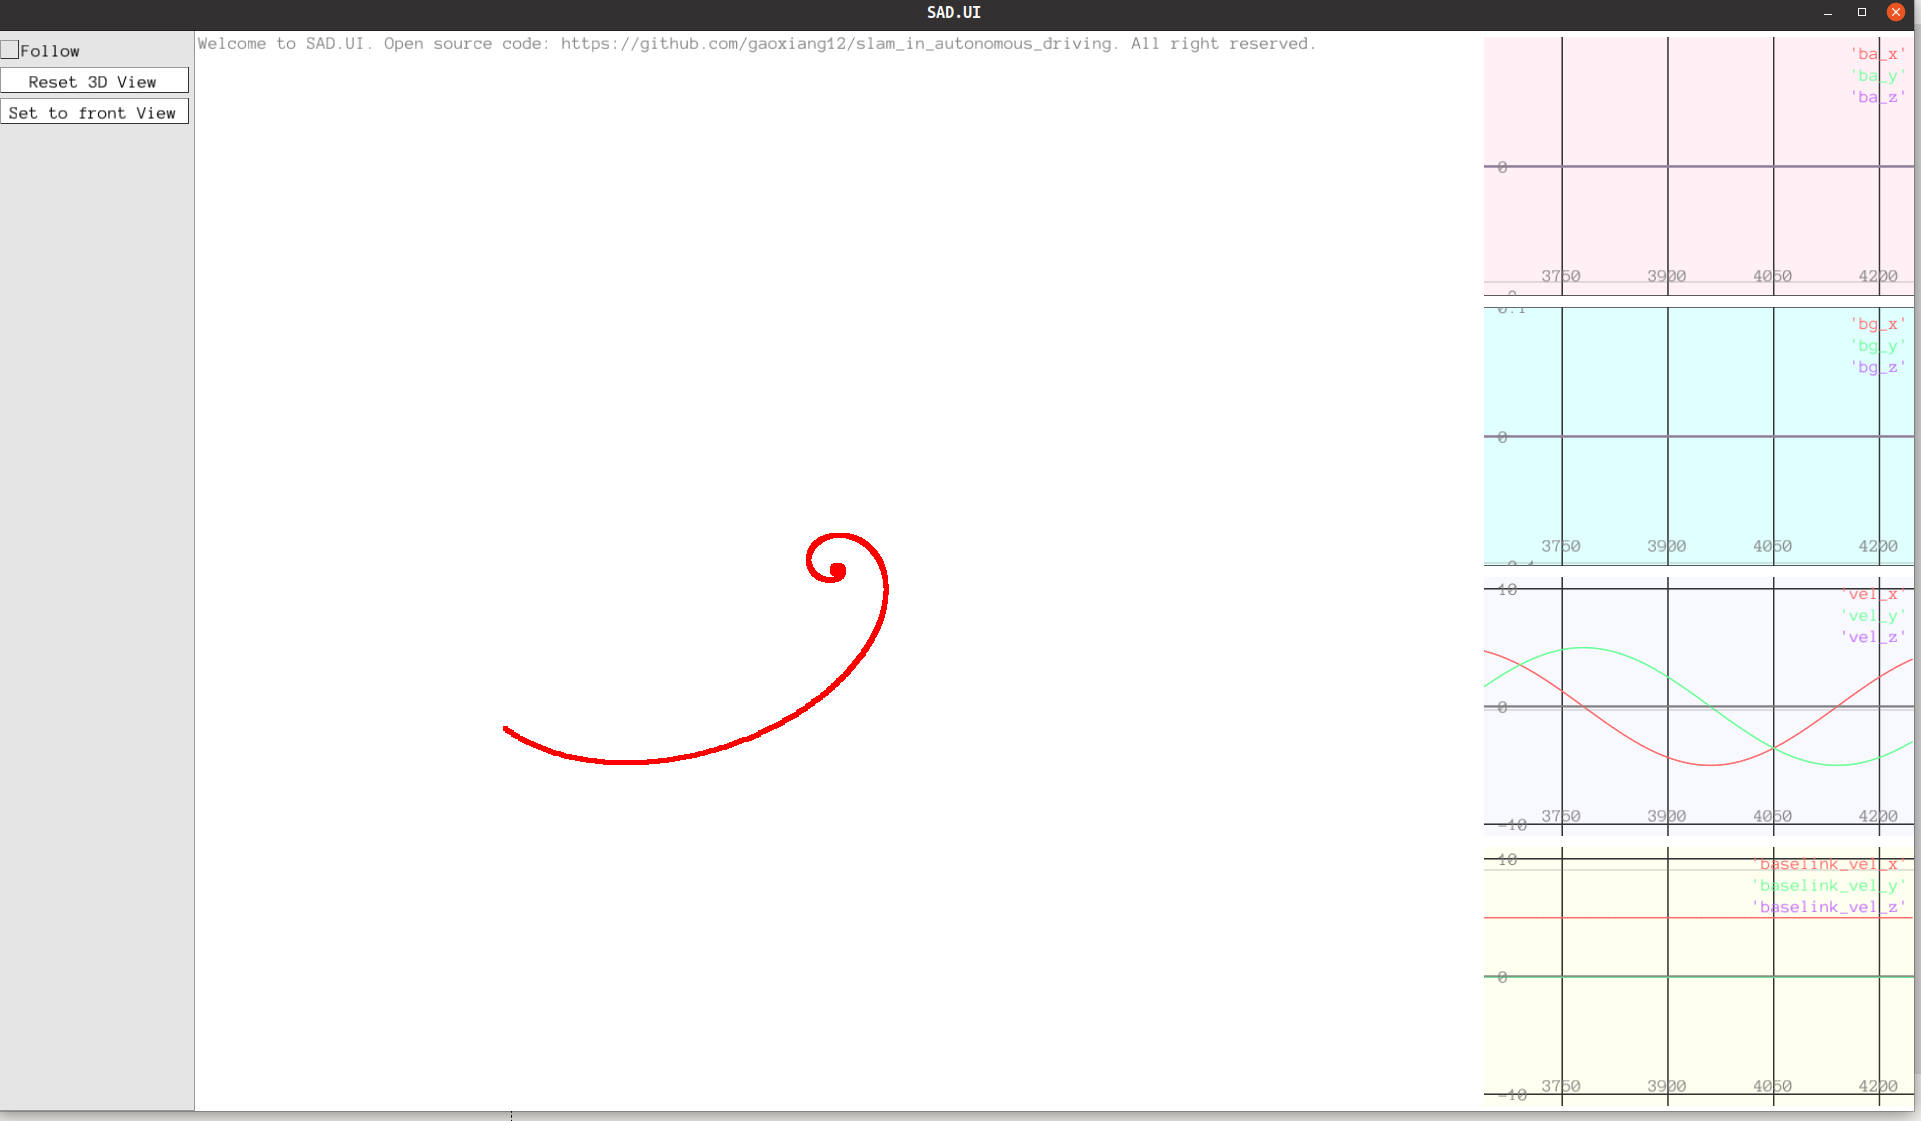 SAD.UI
Follow
Reset 3D View
Set to front View
Welcome to SAD.UI. Open source code: https://github.com/gaoxiang12/slam_in_autonomous_driving. All right reserved.
'ba_x'
'ba_y'
'ba_z'
0
3750 3900 4050 4200
'bg_x'
'bg_y'
'bg_z'
0
3750 3900 4050 4200
10
'vel_x'
'vel_y'
'vel_z'
0
3750 3900 4050 4200
-10
10
'baselink_vel_x'
'baselink_vel_y'
'baselink_vel_z'
0
3750 3900 4050 4200
-10